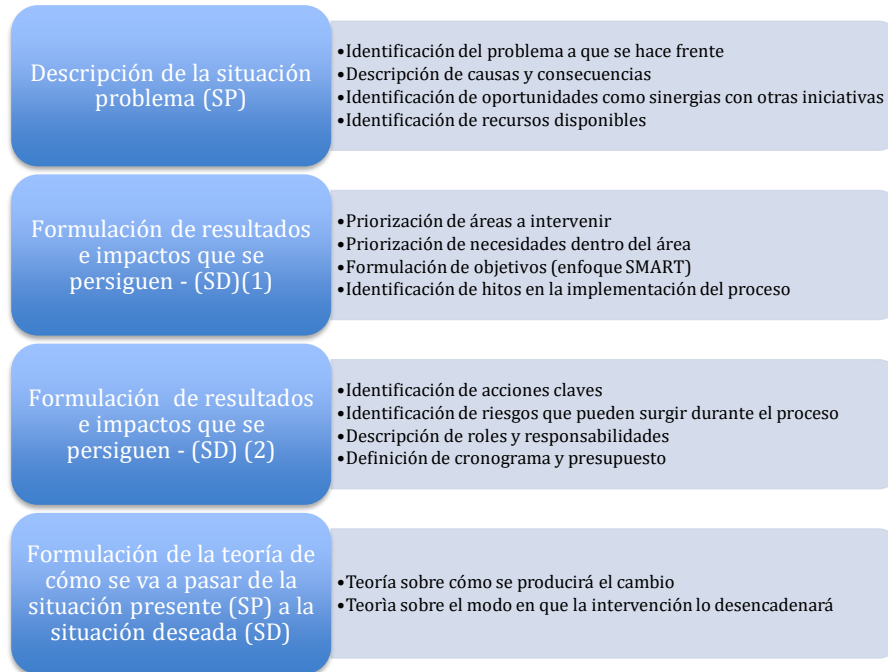 Descripción de la situación
problema (SP)
•Identificación del problema a que se hace frente
•Descripción de causas y consecuencias
•Identificación de oportunidades como sinergias con otras iniciativas
•Identificación de recursos disponibles
Formulación de resultados
e impactos que se
persiguen - (SD)(1)
•Priorización de áreas a intervenir
•Priorización de necesidades dentro del área
•Formulación de objetivos (enfoque SMART)
•Identificación de hitos en la implementación del proceso
Formulación de resultados
e impactos que se
persiguen - (SD) (2)
•Identificación de acciones claves
•Identificación de riesgos que pueden surgir durante el proceso
•Descripción de roles y responsabilidades
•Definición de cronograma y presupuesto
Formulación de la teoría de
cómo se va a pasar de la
situación presente (SP) a la
situación deseada (SD)
•Teoría sobre cómo se producirá el cambio
•Teorìa sobre el modo en que la intervención lo desencadenará